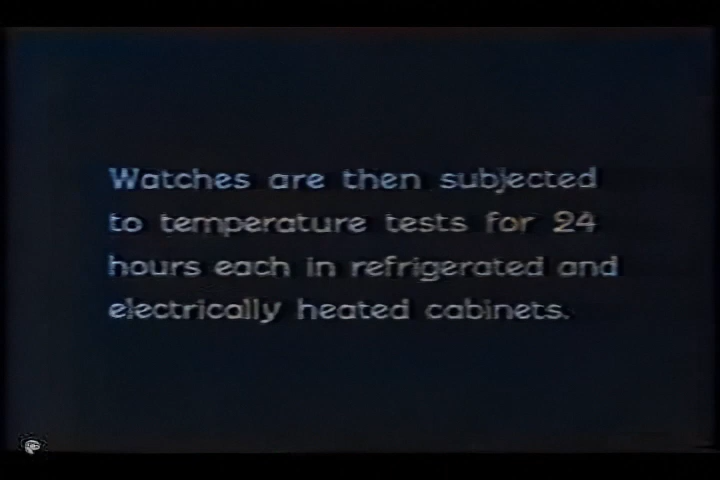 Watches are then subjected
to temperature tests for 24
hours each in refrigerated and
electrically heated cabinets.